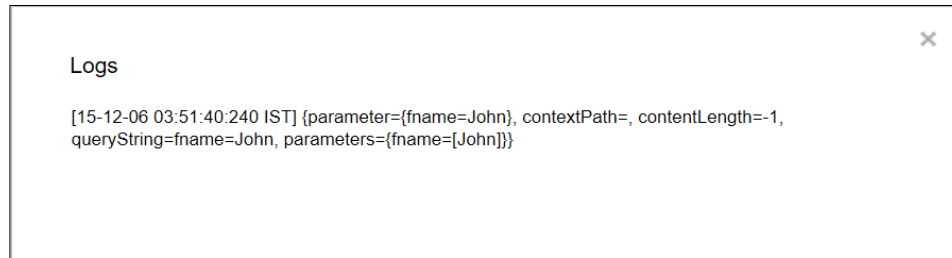 Logs
[15-12-06 03:51:40:240 IST] {parameter={fname=John}, contextPath=, contentLength=-1,
queryString=fname=John, parameters={fname=[John]}}